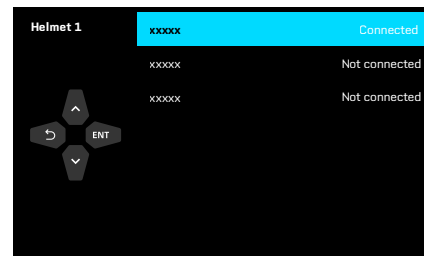 Helmet 1
xxxxx Connected
xxxxx Not connected
xxxxx Not connected
ENT